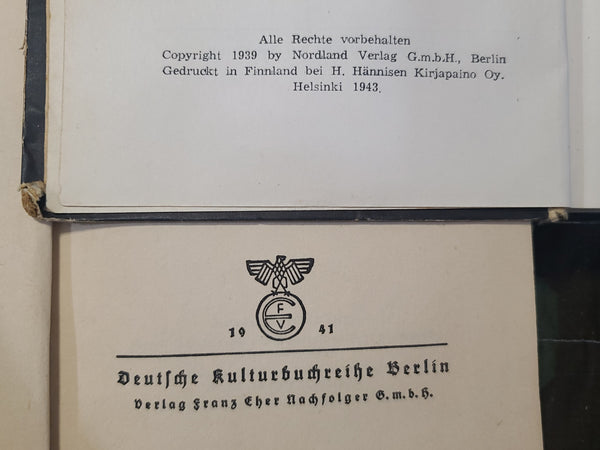 Alle Rechte vorbehalten
Copyright 1939 by Nordland Verlag G.m.b.H., Berlin
Gedruckt in Finnland bei H. Hännisen Kirjapaino Oy.
Helsinki 1943.
F
E
V
19 41
Deutſche Kulturbuchreihe Berlin
Verlag Franz Eher Nachfolger G. m. b. H.